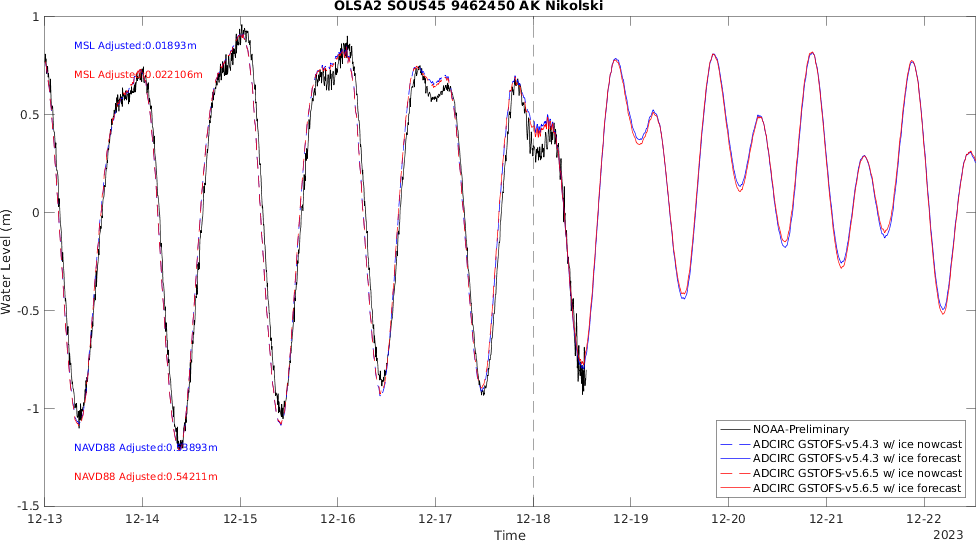 OLSA2 SOUS45 9462450 AK Nikolski
1
MSL Adjusted:0.01893m
MSL Adjusted:0.022106m
0.5
0
Water Level (m)
-0.5
-1
NAVD88 Adjusted:0.53893m
NAVD88 Adjusted:0.54211m
-1.5
NOAA-Preliminary
ADCIRC GSTOFS-v5.4.3 w/ ice nowcast
ADCIRC GSTOFS-v5.4.3 w/ ice forecast
ADCIRC GSTOFS-v5.6.5 w/ ice nowcast
ADCIRC GSTOFS-v5.6.5 w/ ice forecast
12-13 12-14 12-15 12-16 12-17 12-18 12-19 12-20 12-21 12-22
Time
2023